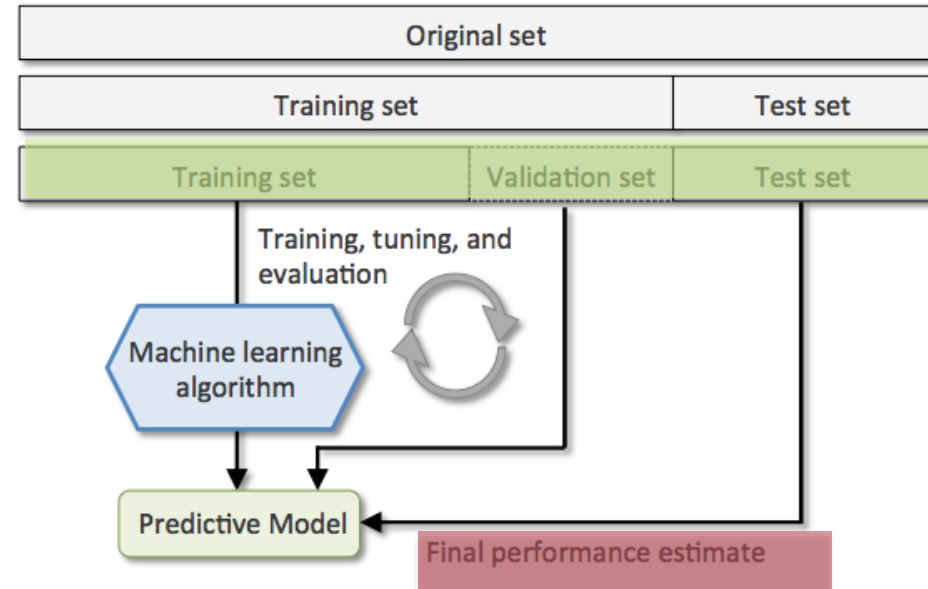 Original set
Training set Test set
Training set Validation set Test set
Training, tuning, and
evaluation
Machine learning
algorithm
Predictive Model
Final performance estimate